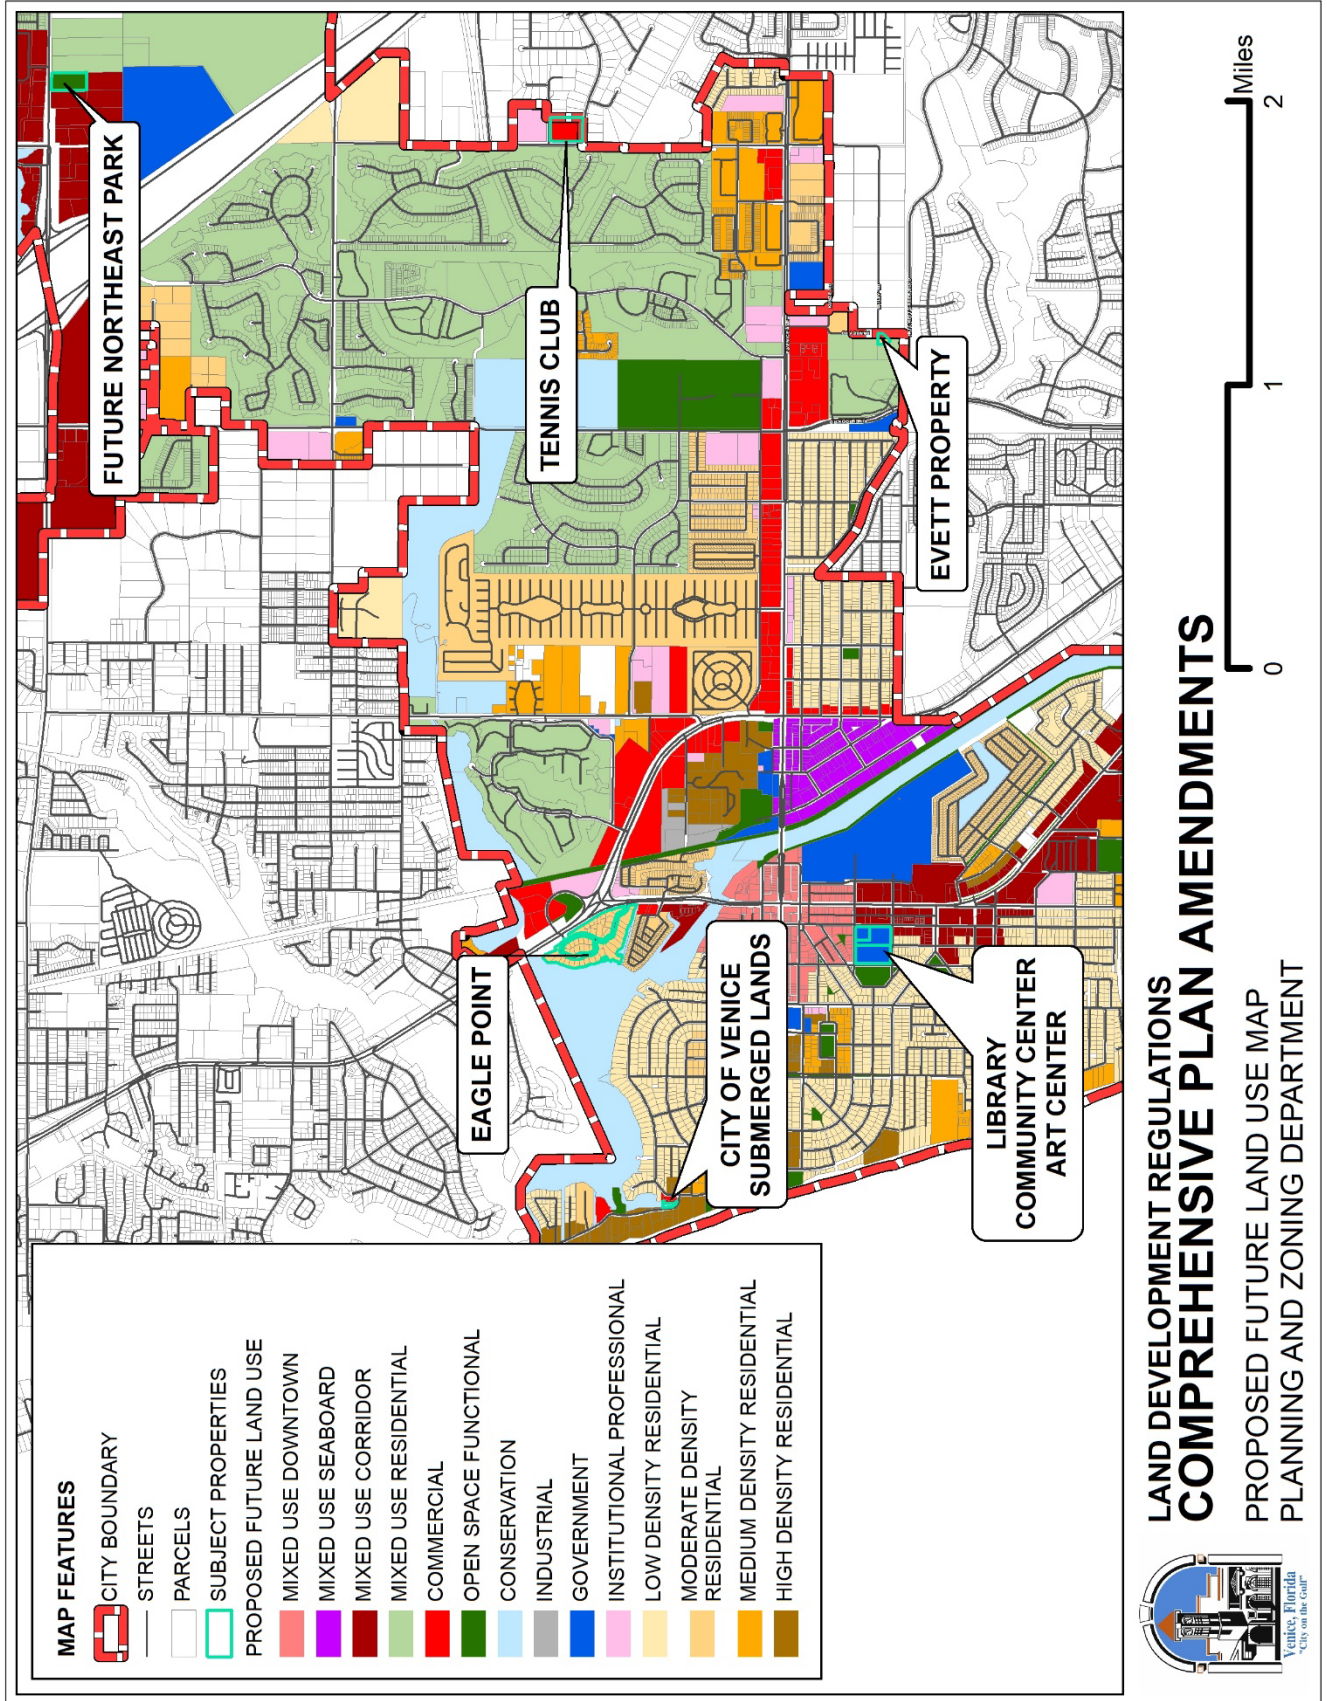 MAP FEATURES
CITY BOUNDARY
STREETS
PARCELS
SUBJECT PROPERTIES
PROPOSED FUTURE LAND USE
MIXED USE DOWNTOWN
MIXED USE SEABOARD
MIXED USE CORRIDOR
MIXED USE RESIDENTIAL
COMMERCIAL
OPEN SPACE FUNCTIONAL
CONSERVATION
INDUSTRIAL
GOVERNMENT
INSTITUTIONAL PROFESSIONAL
LOW DENSITY RESIDENTIAL
MODERATE DENSITY
RESIDENTIAL
MEDIUM DENSITY RESIDENTIAL
HIGH DENSITY RESIDENTIAL
FUTURE NORTHEAST PARK
TENNIS CLUB
EAGLE POINT
CITY OF VENICE
SUBMERGED LANDS
EVETT PROPERTY
LIBRARY
COMMUNITY CENTER
ART CENTER
Venice, Florida
"City on the Gulf"
LAND DEVELOPMENT REGULATIONS
COMPREHENSIVE PLAN AMENDMENTS
PROPOSED FUTURE LAND USE MAP
PLANNING AND ZONING DEPARTMENT
0 1 2
Miles